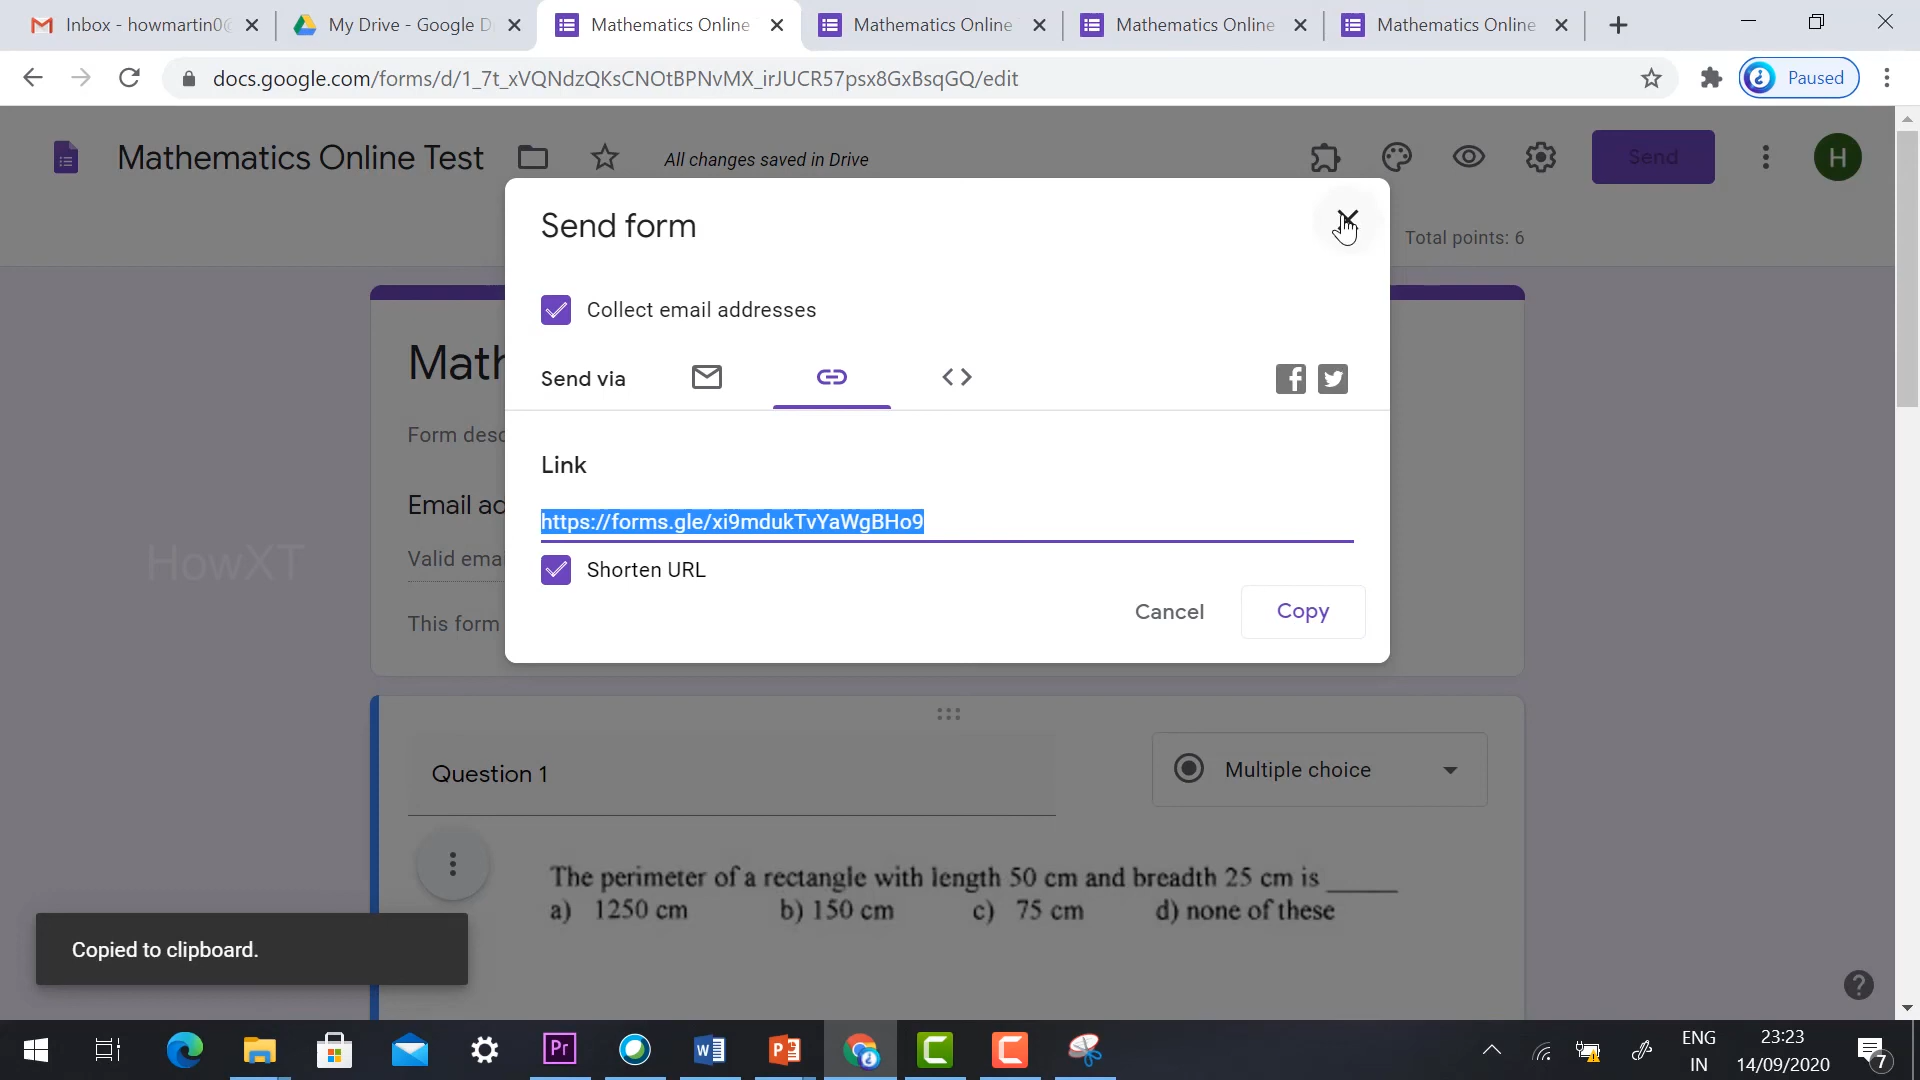 Inbox - howmartin0@
My Drive - Google D
Mathematics Online
Mathematics Online
Mathematics Online
Mathematics Online
docs.google.com/forms/d/1_7t_xVQNdzQKsCNOtBPNvMX_irJUCR57psx8GxBsqGQ/edit
Paused
Mathematics Online Test
All changes saved in Drive
Send
H
Send form
Total points: 6
Collect email addresses
Math
Send via
Form desc
Link
Email ad
https://forms.gle/xi9mdukTvYaWgBHo9
HowXT
Valid emai
Shorten URL
Cancel
Copy
This form
Question 1
Multiple choice
The perimeter of a rectangle with length 50 cm and breadth 25 cm is ______
a) 1250 cm b) 150 cm c) 75 cm d) none of these
Copied to clipboard.
ENG
IN
23:23
14/09/2020
7